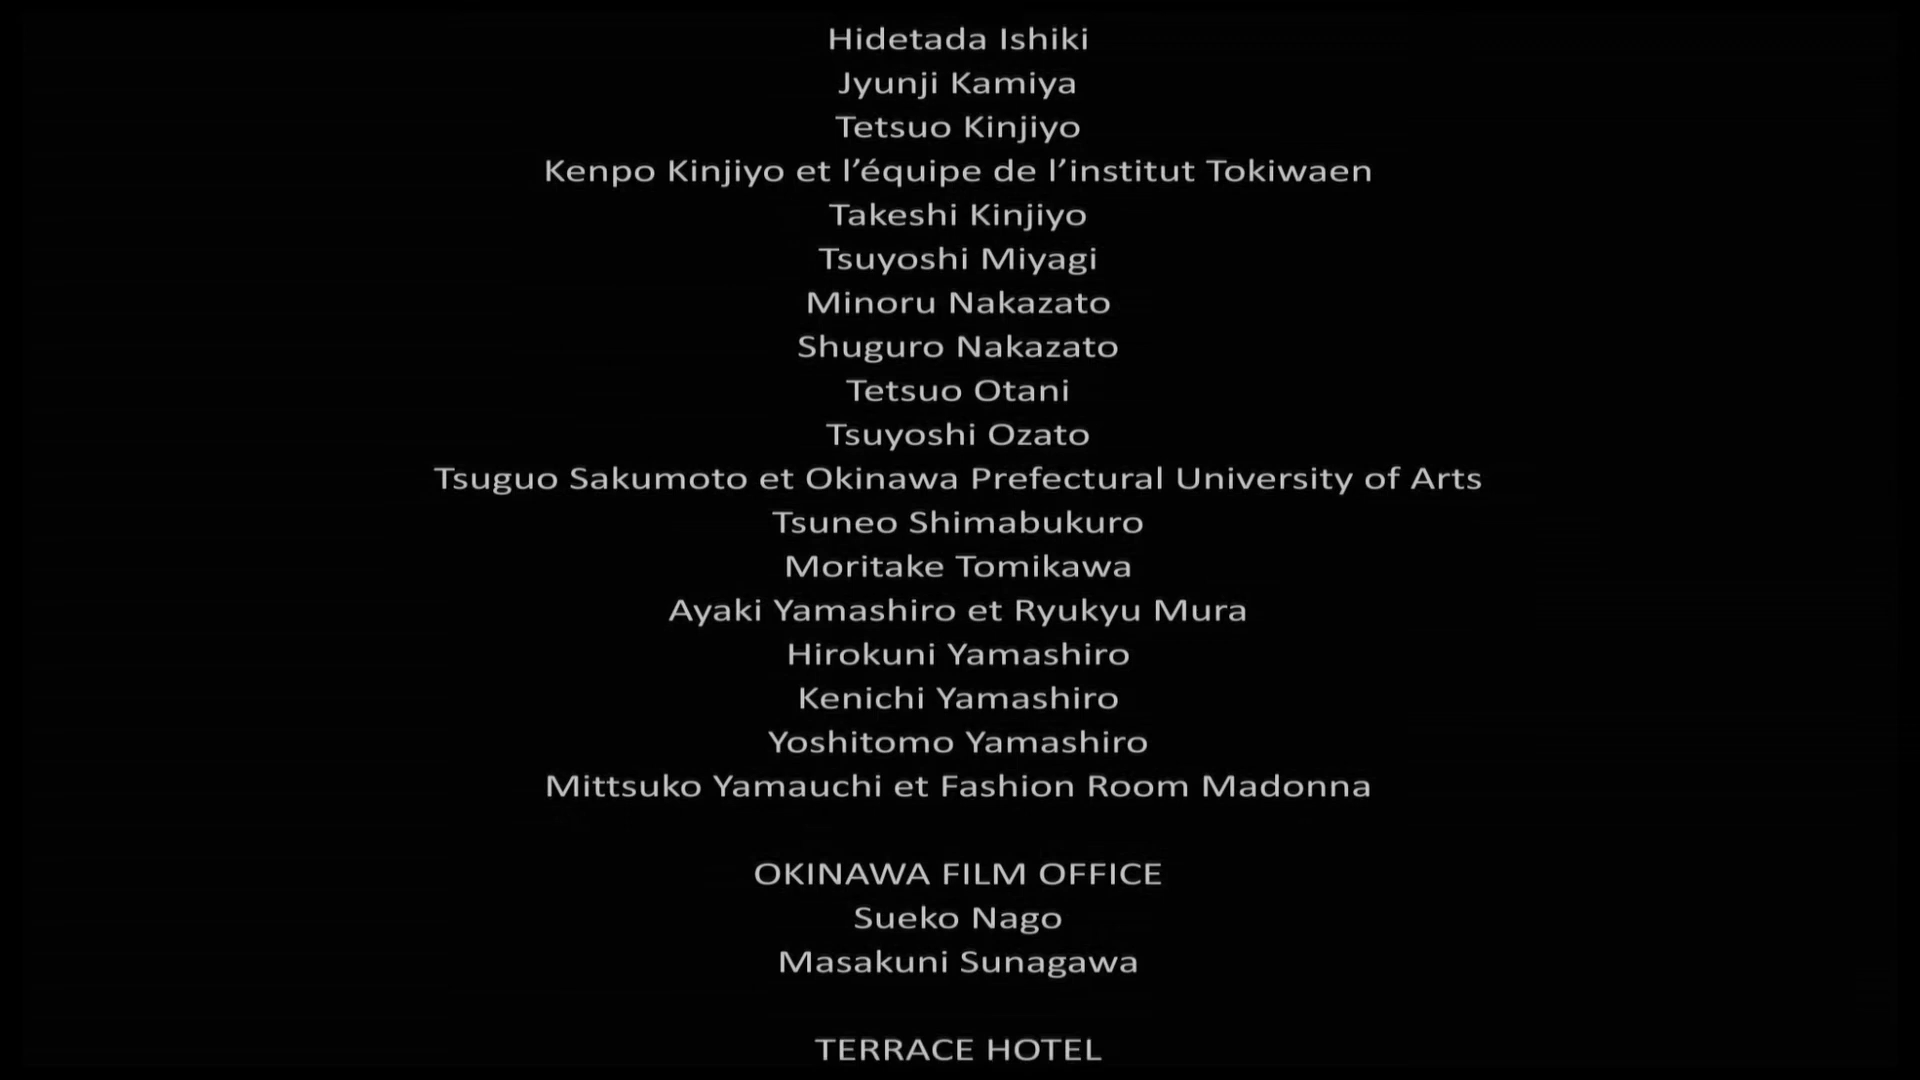 Hidetada Ishiki
Jyunji Kamiya
Tetsuo Kinjiyo
Kenpo Kinjiyo et l’équipe de l’institut Tokiwaen
Takeshi Kinjiyo
Tsuyoshi Miyagi
Minoru Nakazato
Shuguro Nakazato
Tetsuo Otani
Tsuyoshi Ozato
Tsuguo Sakumoto et Okinawa Prefectural University of Arts
Tsuneo Shimabukuro
Moritake Tomikawa
Ayaki Yamashiro et Ryukyu Mura
Hirokuni Yamashiro
Kenichi Yamashiro
Yoshitomo Yamashiro
Mittsuko Yamauchi et Fashion Room Madonna
OKINAWA FILM OFFICE
Sueko Nago
Masakuni Sunagawa
TERRACE HOTEL